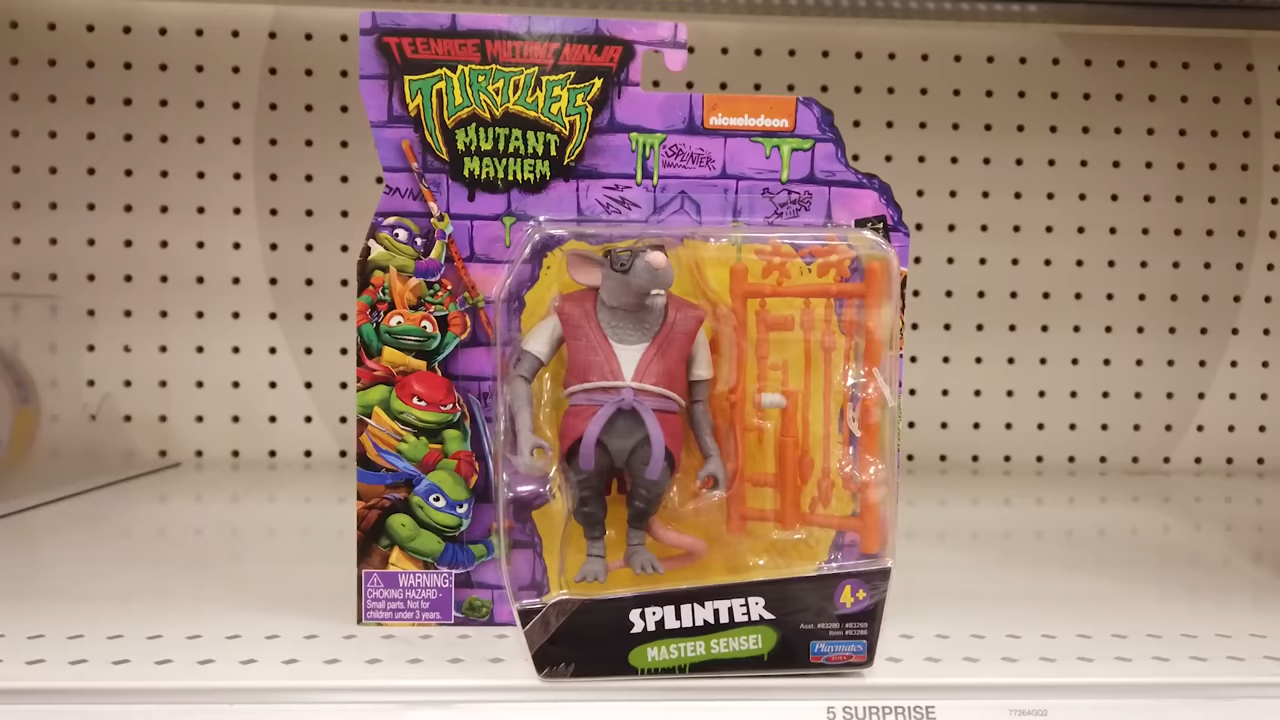 TEENAGE MUTANT NINJA
TURTLES
MUTANT
MAYHEM
nickelodeon
SPLINTER
WARNING:
CHOKING HAZARD -
Small parts. Not for
children under 3 years.
SPLINTER
MASTER SENSEI
4+
Asst. #83280 / #83269
Item #83286
Playmates
TOYS
5 SURPRISE